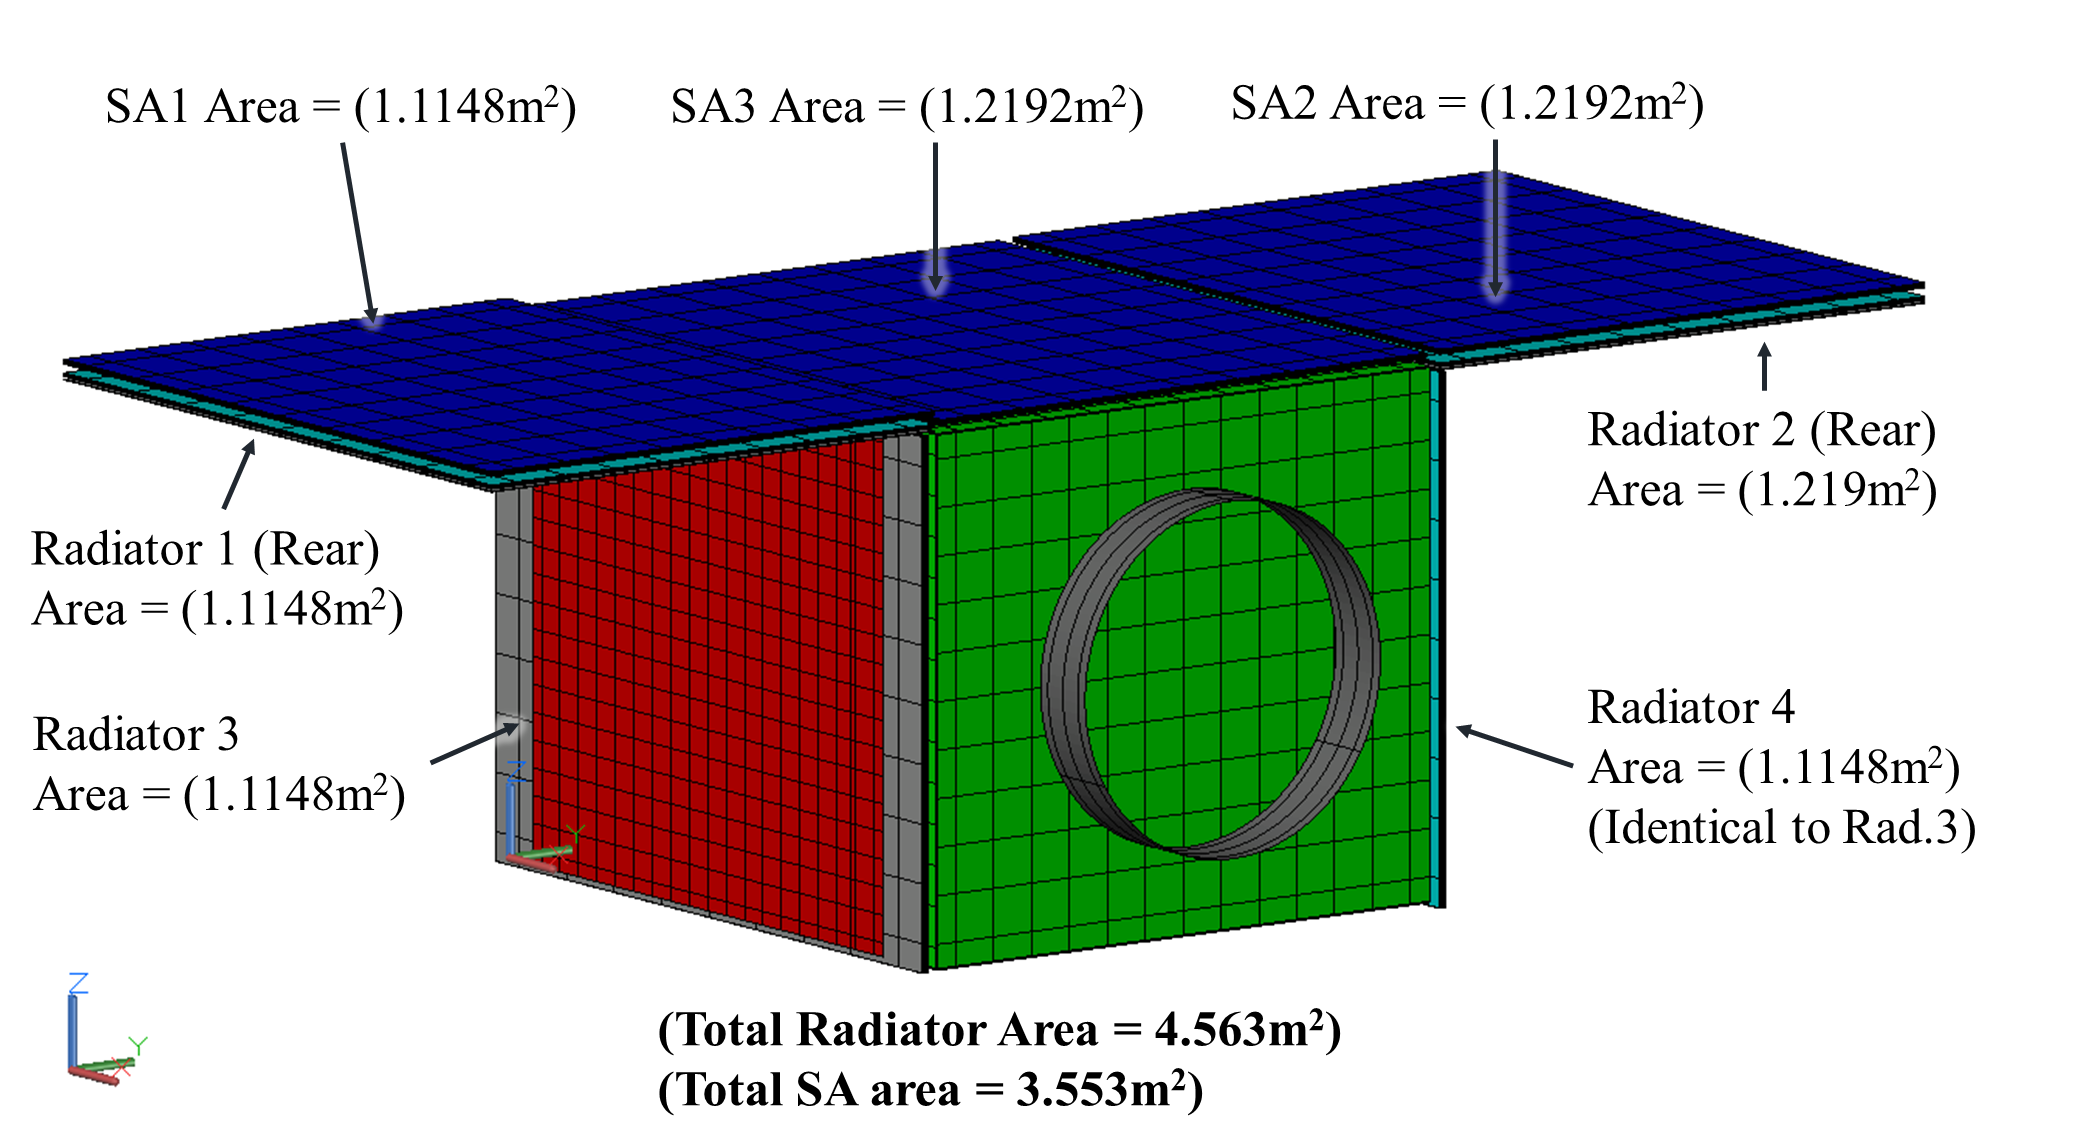 SA1 Area = (1.1148m²)
SA3 Area = (1.2192m²)
SA2 Area = (1.2192m²)
Radiator 2 (Rear)
Area = (1.219m²)
Radiator 1 (Rear)
Area = (1.1148m²)
Radiator 3
Area = (1.1148m²)
Radiator 4
Area = (1.1148m²)
(Identical to Rad.3)
Z
Y
X
Z
Y
X
(Total Radiator Area = 4.563m²)
(Total SA area = 3.553m²)